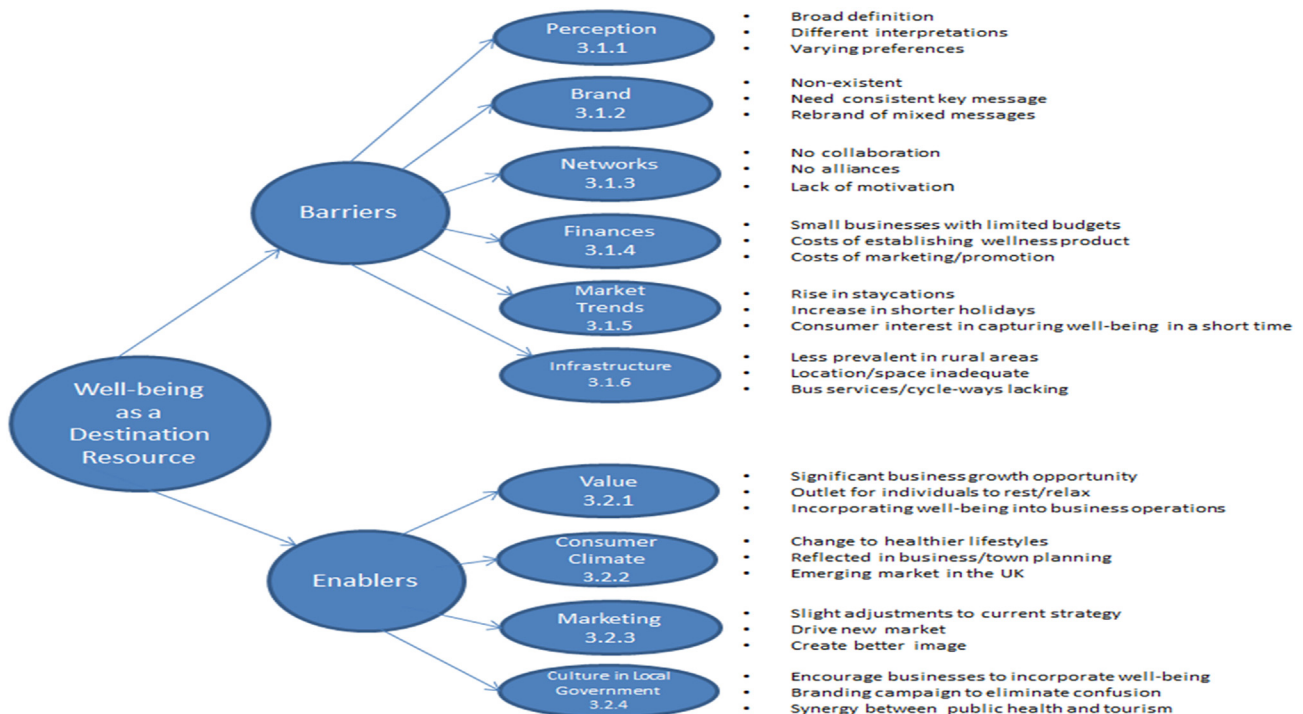 Well-being
as a
Destination
Resource
Barriers
Perception
3.1.1
• Broad definition
• Different interpretations
• Varying preferences
Brand
3.1.2
• Non-existent
• Need consistent key message
• Rebrand of mixed messages
Networks
3.1.3
• No collaboration
• No alliances
• Lack of motivation
Finances
3.1.4
• Small businesses with limited budgets
• Costs of establishing wellness product
• Costs of marketing/promotion
Market
Trends
3.1.5
• Rise in staycations
• Increase in shorter holidays
• Consumer interest in capturing well-being in a short time
Infrastructure
3.1.6
• Less prevalent in rural areas
• Location/space inadequate
• Bus services/cycle-ways lacking
Enablers
Value
3.2.1
• Significant business growth opportunity
• Outlet for individuals to rest/relax
• Incorporating well-being into business operations
Consumer
Climate
3.2.2
• Change to healthier lifestyles
• Reflected in business/town planning
• Emerging market in the UK
Marketing
3.2.3
• Slight adjustments to current strategy
• Drive new market
• Create better image
Culture in Local
Government
3.2.4
• Encourage businesses to incorporate well-being
• Branding campaign to eliminate confusion
• Synergy between public health and tourism